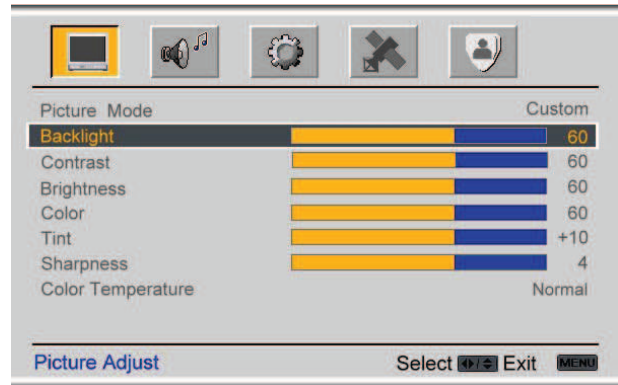 Picture Mode Custom
Backlight 60
Contrast 60
Brightness 60
Color 60
Tint +10
Sharpness 4
Color Temperature Normal
Picture Adjust Select Exit MENU